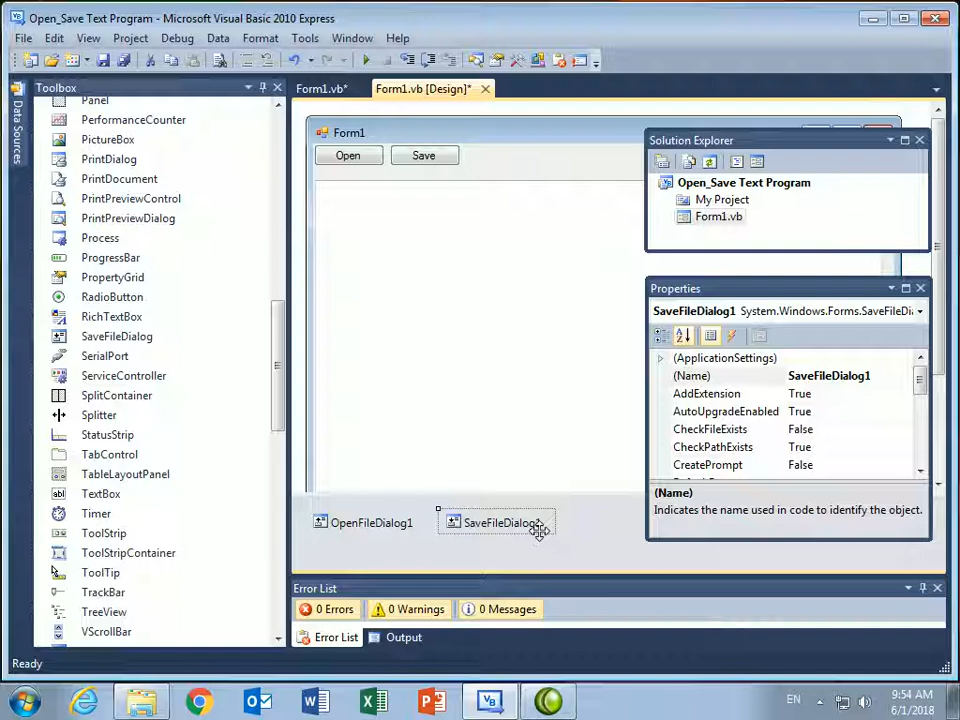 Open_Save Text Program - Microsoft Visual Basic 2010 Express
File Edit View Project Debug Data Format Tools Window Help
Data Sources
Toolbox
Panel
PerformanceCounter
PictureBox
PrintDialog
PrintDocument
PrintPreviewControl
PrintPreviewDialog
Process
ProgressBar
PropertyGrid
RadioButton
RichTextBox
SaveFileDialog
SerialPort
ServiceController
SplitContainer
Splitter
StatusStrip
TabControl
TableLayoutPanel
TextBox
Timer
ToolStrip
ToolStripContainer
ToolTip
TrackBar
TreeView
VScrollBar
Form1.vb* Form1.vb [Design]*
Form1
Open Save
OpenFileDialog1 SaveFileDialog1
Solution Explorer
Open_Save Text Program
My Project
Form1.vb
Properties
SaveFileDialog1 System.Windows.Forms.SaveFileDi
(ApplicationSettings)
(Name) SaveFileDialog1
AddExtension True
AutoUpgradeEnabled True
CheckFileExists False
CheckPathExists True
CreatePrompt False
(Name)
Indicates the name used in code to identify the object.
Error List
0 Errors 0 Warnings 0 Messages
Error List Output
Ready
EN
9:54 AM
6/1/2018